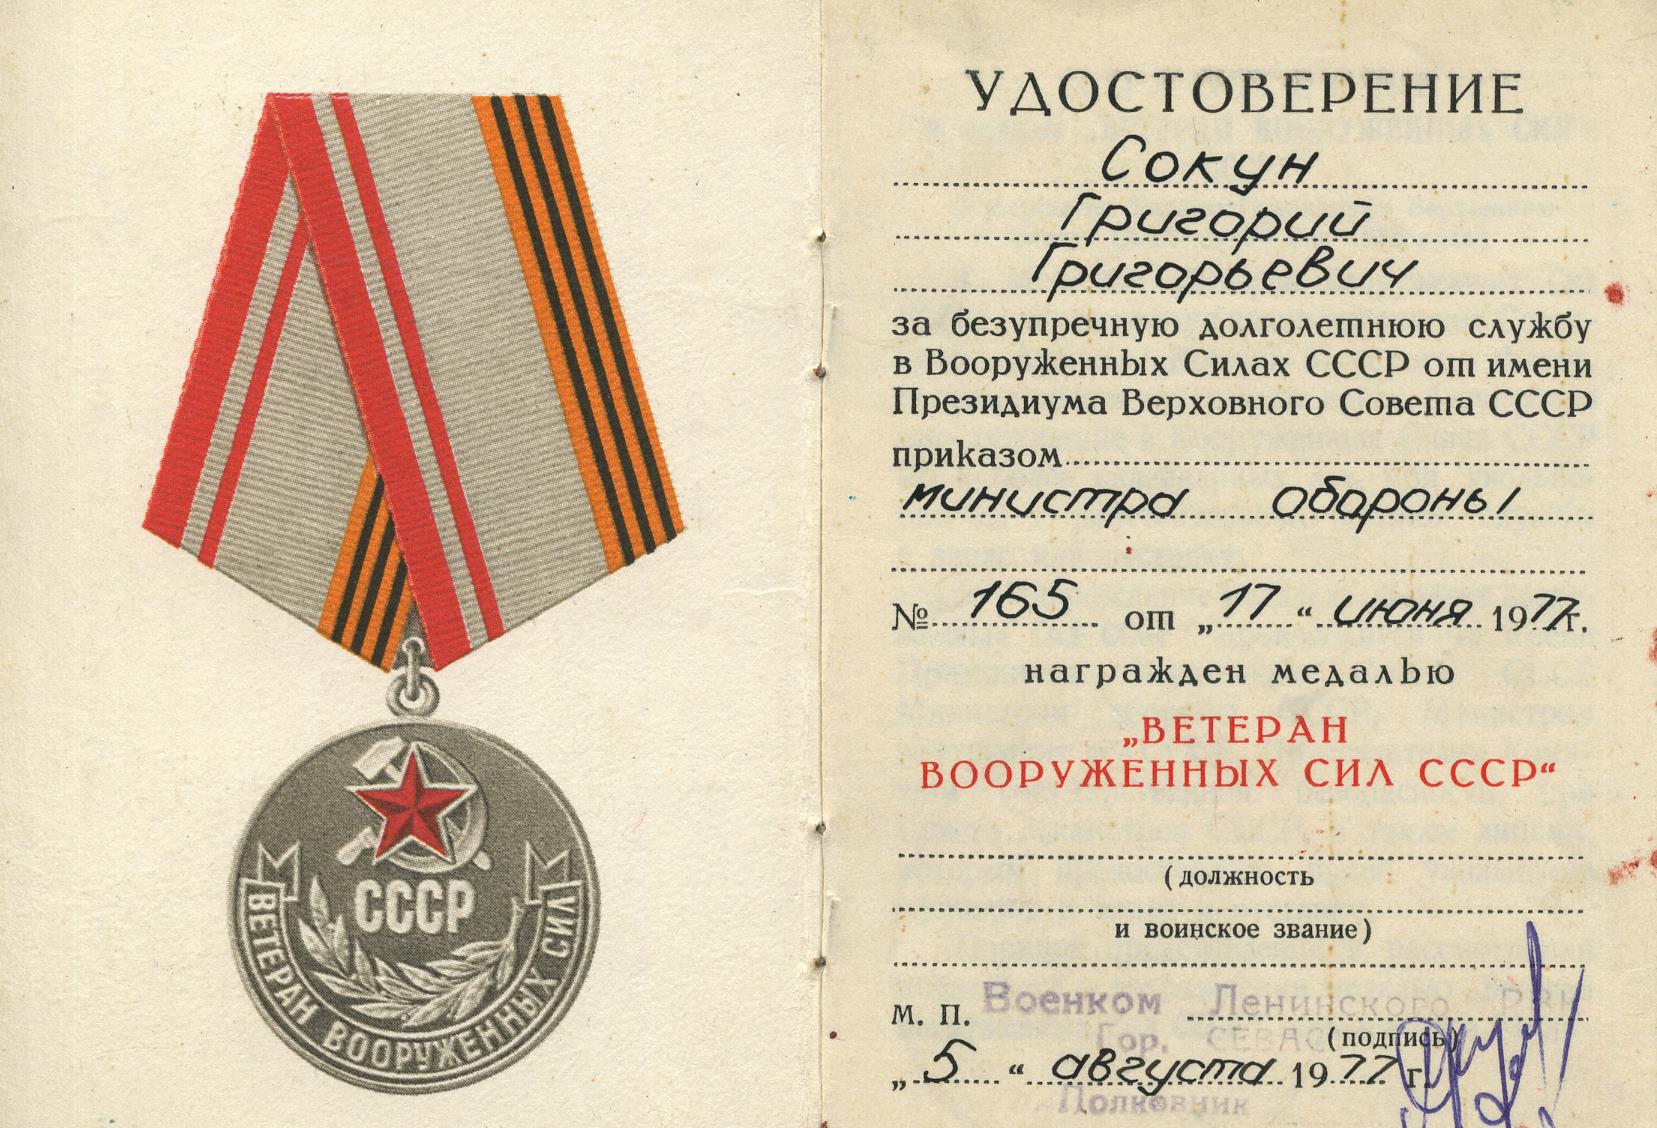 СССР
ВЕТЕРАН ВООРУЖЕННЫХ СИЛ
УДОСТОВЕРЕНИЕ
Сокун
Григорий
Григорьевич
за безупречную долголетнюю службу
в Вооруженных Силах СССР от имени
Президиума Верховного Совета СССР
приказом
министра обороны
№ 165 от „17“ июня 1977г.
награжден медалью
„ВЕТЕРАН
ВООРУЖЕННЫХ СИЛ СССР“
(должность
и воинское звание)
Военком Ленинского РВК
М. П.
(подпись)
Гор.
„5“ августа 1977 г.
Полковник